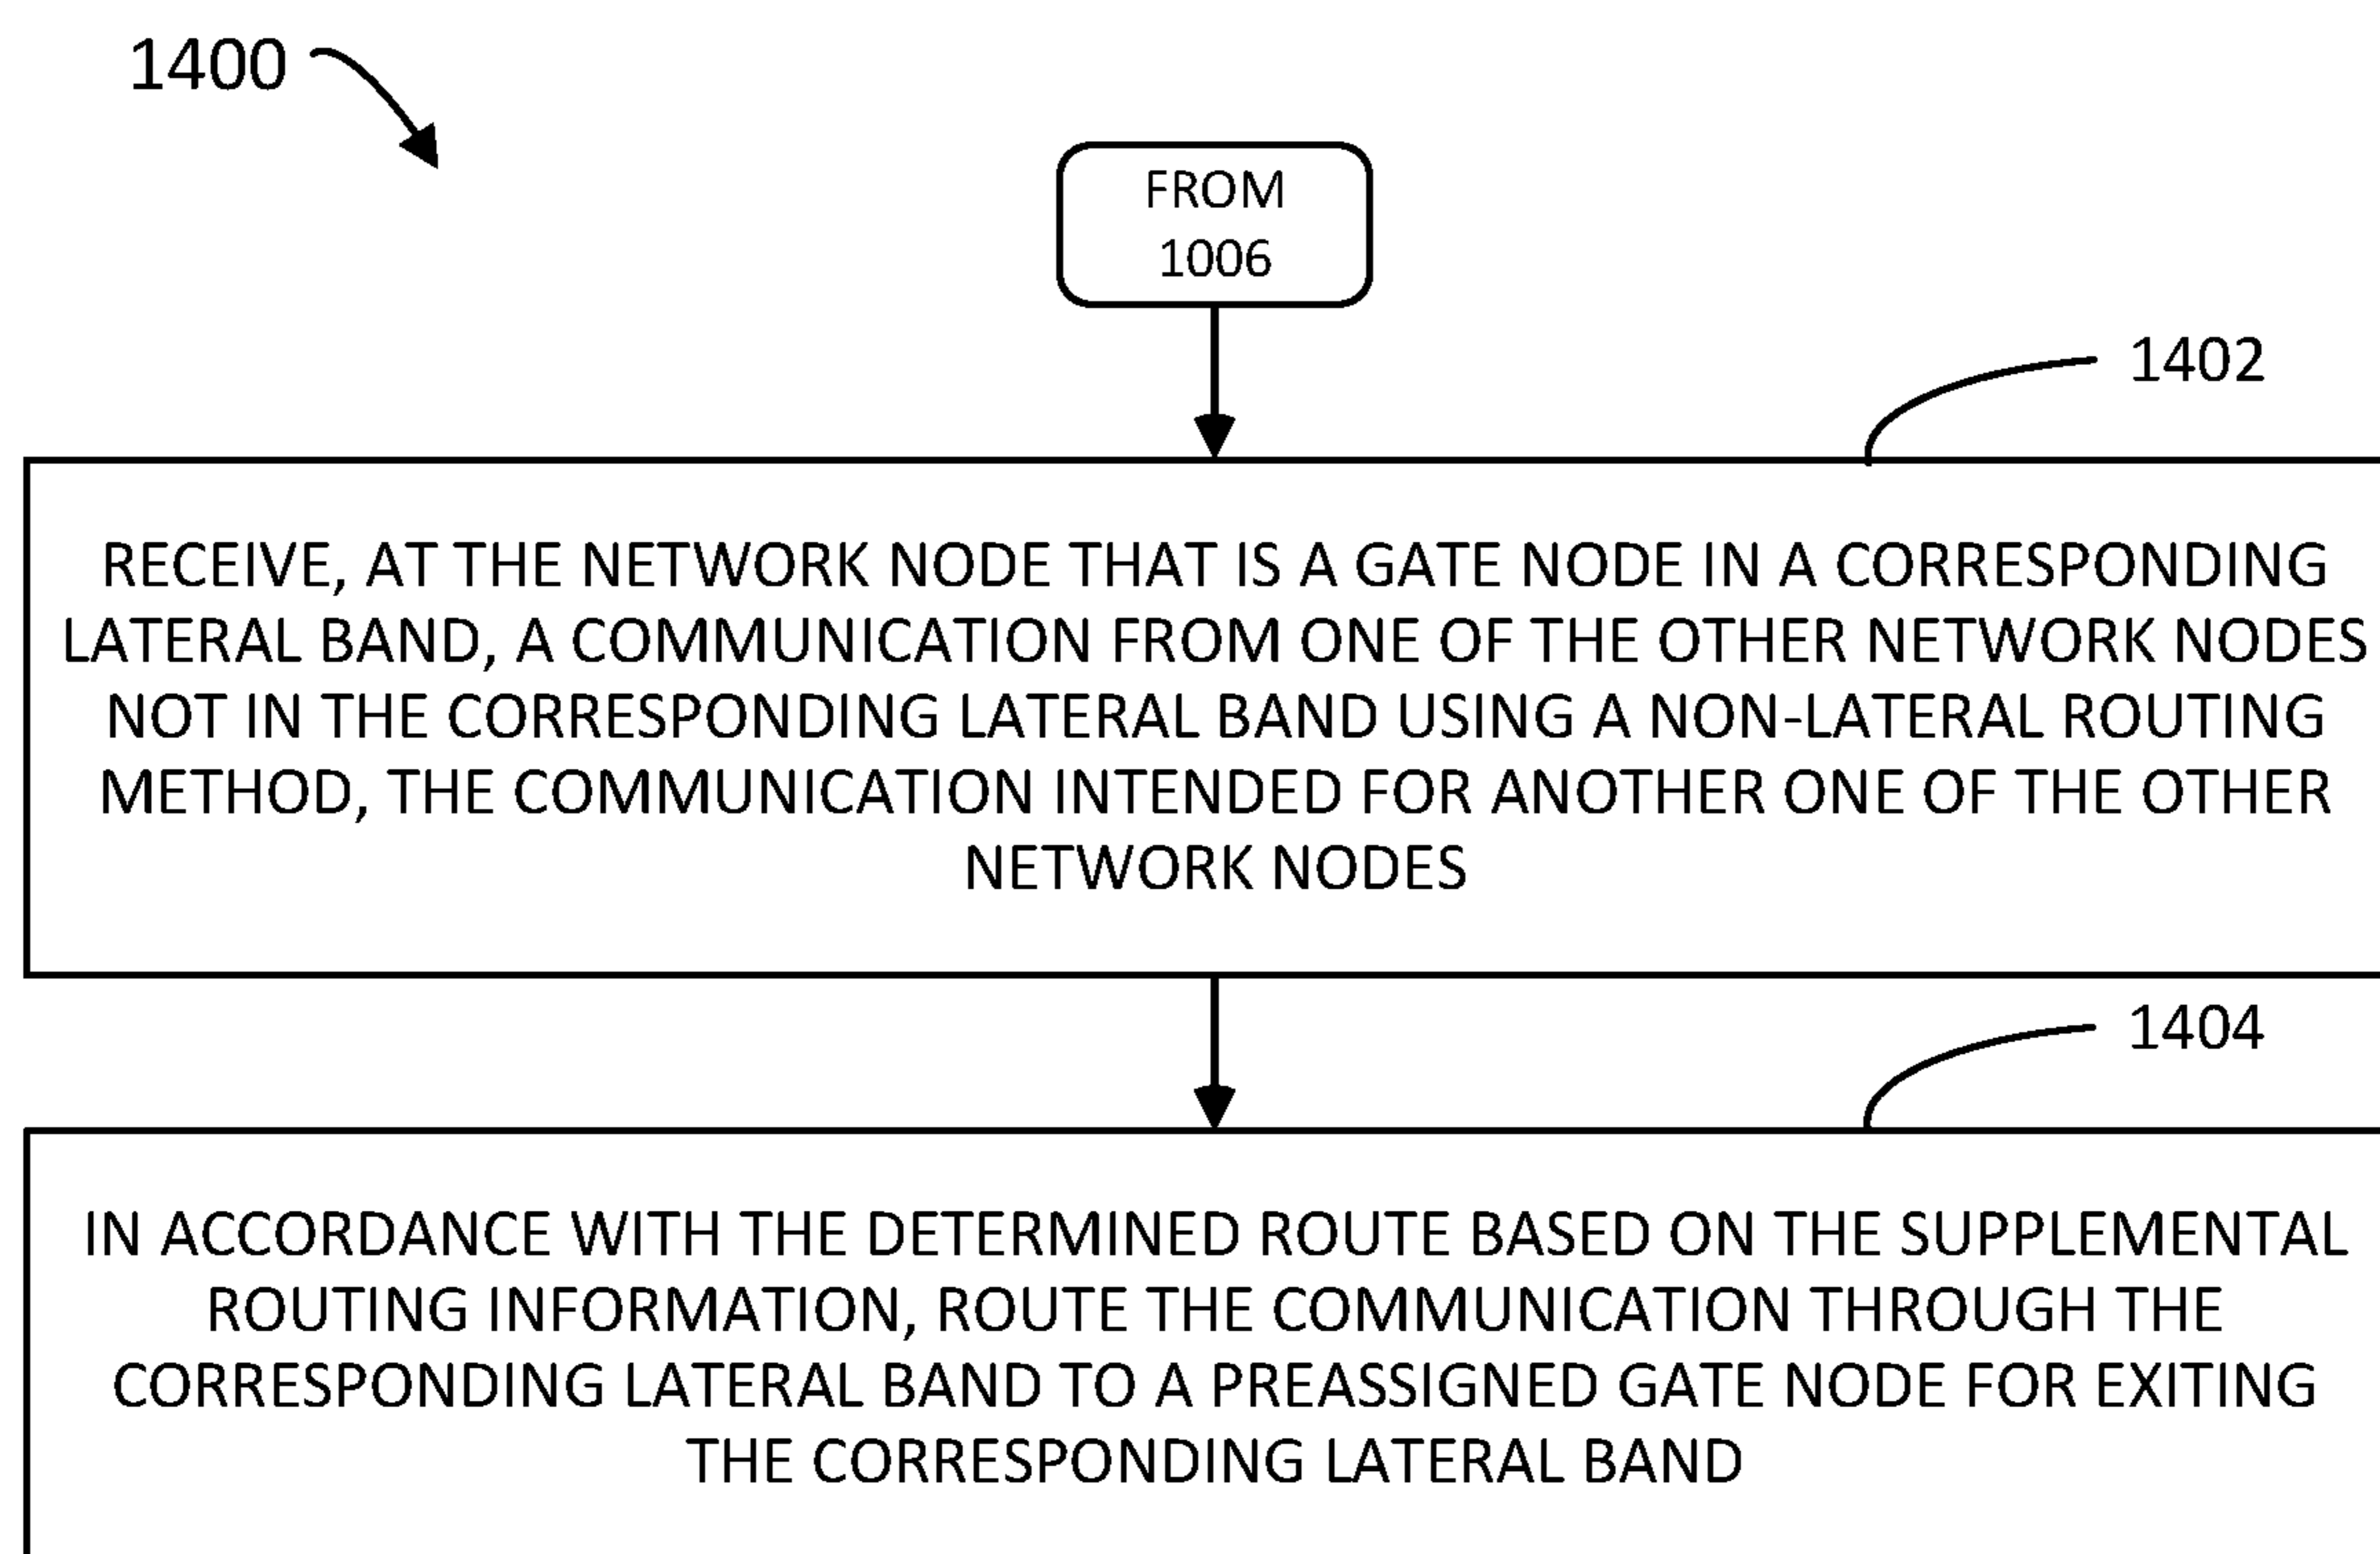 1400
FROM
1006
1402
RECEIVE, AT THE NETWORK NODE THAT IS A GATE NODE IN A CORRESPONDING
LATERAL BAND, A COMMUNICATION FROM ONE OF THE OTHER NETWORK NODES
NOT IN THE CORRESPONDING LATERAL BAND USING A NON-LATERAL ROUTING
METHOD, THE COMMUNICATION INTENDED FOR ANOTHER ONE OF THE OTHER
NETWORK NODES
1404
IN ACCORDANCE WITH THE DETERMINED ROUTE BASED ON THE SUPPLEMENTAL
ROUTING INFORMATION, ROUTE THE COMMUNICATION THROUGH THE
CORRESPONDING LATERAL BAND TO A PREASSIGNED GATE NODE FOR EXITING
THE CORRESPONDING LATERAL BAND